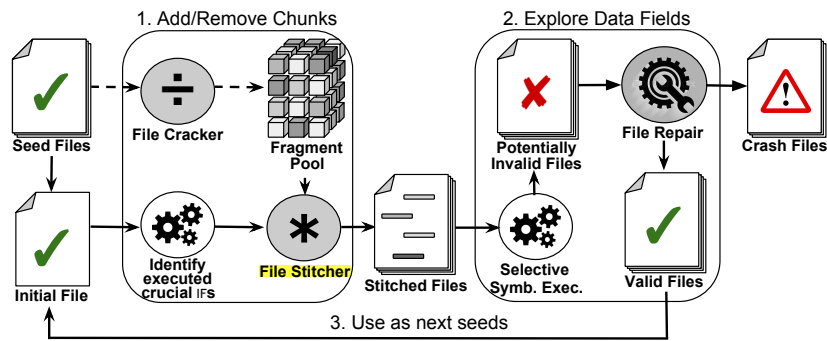 1. Add/Remove Chunks
2. Explore Data Fields
Seed Files
File Cracker
Fragment
Pool
Potentially
Invalid Files
File Repair
Crash Files
Initial File
Identify
executed
crucial IFs
File Stitcher
Stitched Files
Selective
Symb. Exec.
Valid Files
3. Use as next seeds